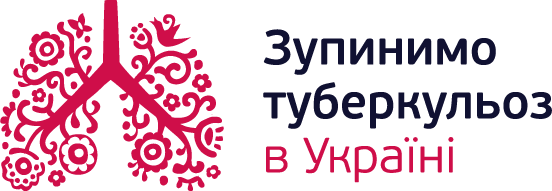 Зупинимо
туберкульоз
в Україні